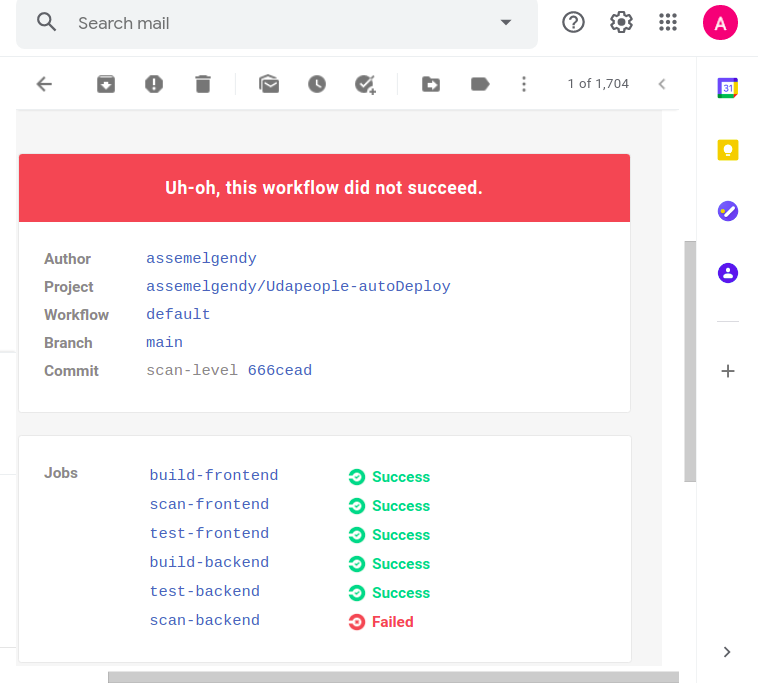 Search mail
A
1 of 1,704
31
Uh-oh, this workflow did not succeed.
Author assemelgendy
Project assemelgendy/Udapeople-autoDeploy
Workflow default
Branch main
Commit scan-level 666cead
Jobs build-frontend Success
scan-frontend Success
test-frontend Success
build-backend Success
test-backend Success
scan-backend Failed